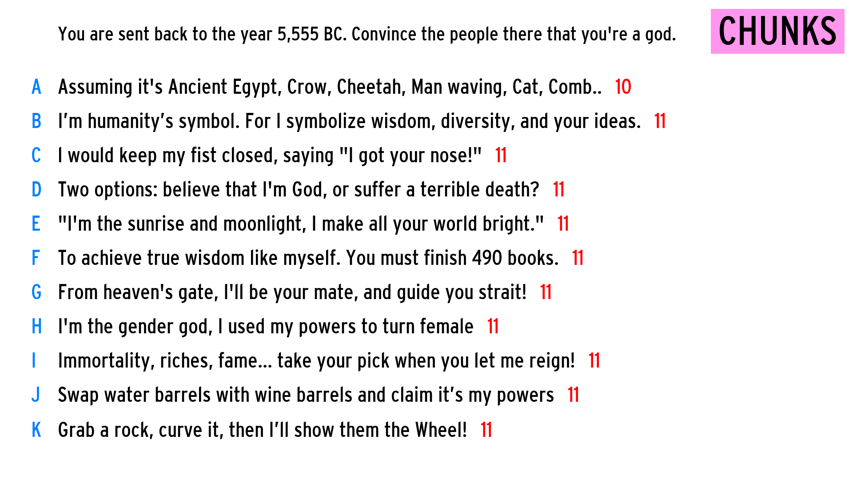 You are sent back to the year 5,555 BC. Convince the people there that you're a god.
CHUNKS
A Assuming it's Ancient Egypt, Crow, Cheetah, Man waving, Cat, Comb.. 10
B I’m humanity’s symbol. For I symbolize wisdom, diversity, and your ideas. 11
C I would keep my fist closed, saying "I got your nose!" 11
D Two options: believe that I'm God, or suffer a terrible death? 11
E "I'm the sunrise and moonlight, I make all your world bright." 11
F To achieve true wisdom like myself. You must finish 490 books. 11
G From heaven's gate, I'll be your mate, and guide you strait! 11
H I'm the gender god, I used my powers to turn female 11
I Immortality, riches, fame... take your pick when you let me reign! 11
J Swap water barrels with wine barrels and claim it’s my powers 11
K Grab a rock, curve it, then I’ll show them the Wheel! 11